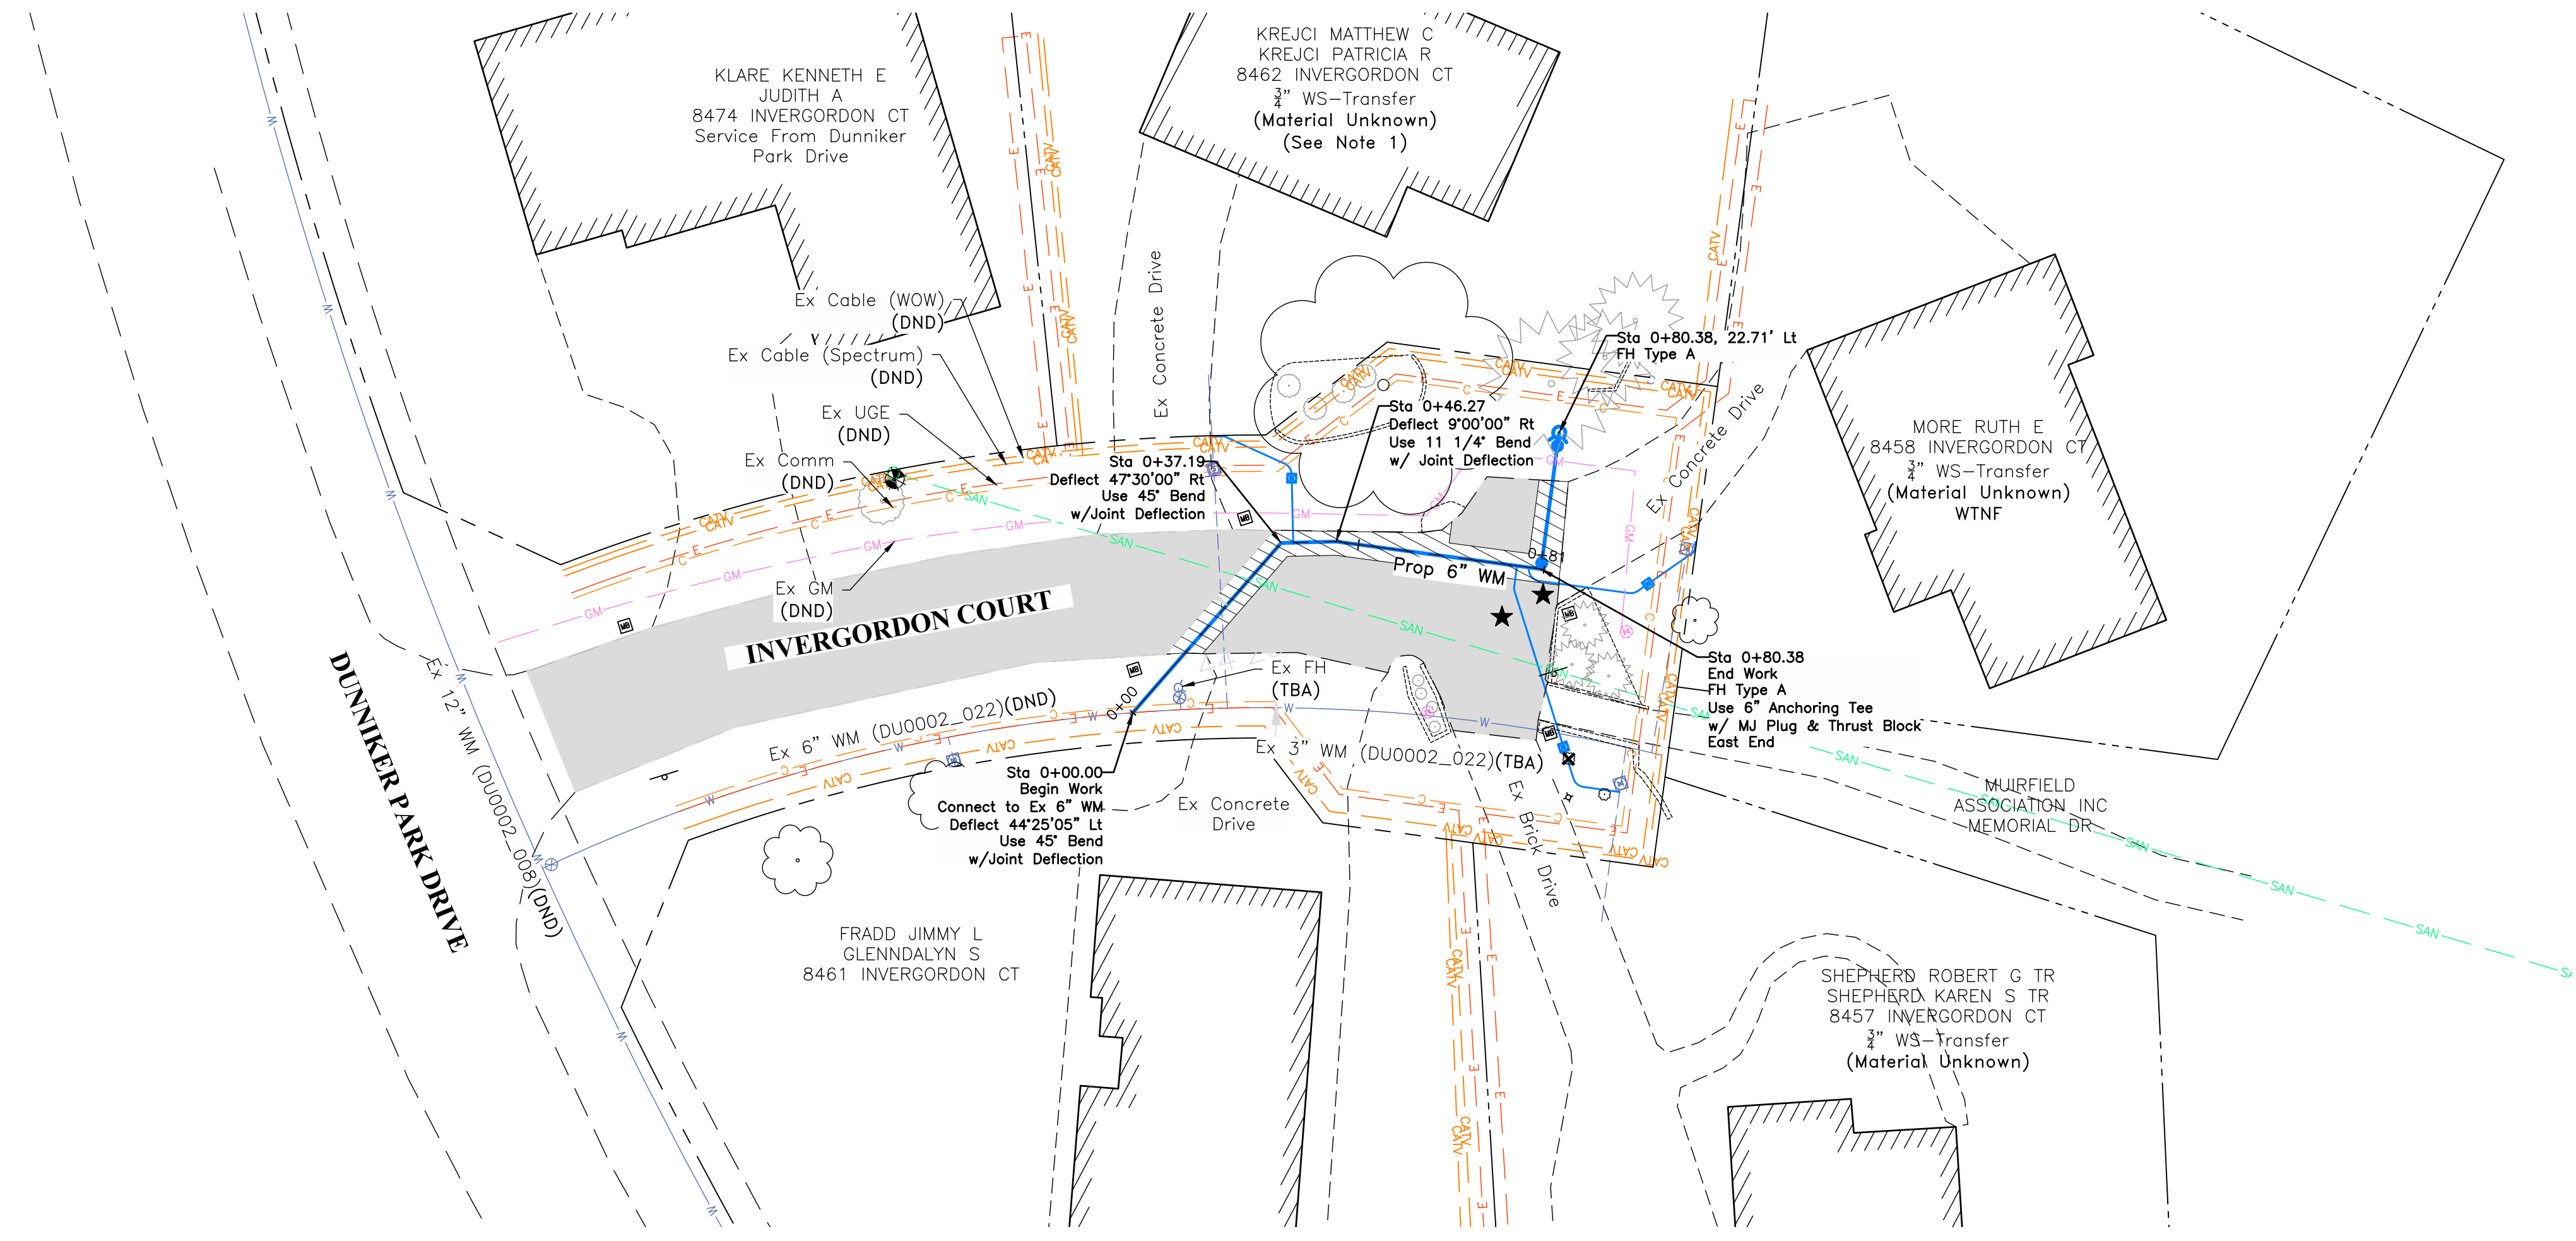 KLARE KENNETH E
JUDITH A
8474 INVERGORDON CT
Service From Dunniker
Park Drive
KREJCI MATTHEW C
KREJCI PATRICIA R
8462 INVERGORDON CT
3/4" WS-Transfer
(Material Unknown)
(See Note 1)
MORE RUTH E
8458 INVERGORDON CT
3/4" WS-Transfer
(Material Unknown)
WTNF
Ex Cable (WOW)
(DND)
Ex Cable (Spectrum)
(DND)
Ex UGE
(DND)
Ex Comm
(DND)
Ex GM
(DND)
Ex Concrete Drive
Sta 0+80.38, 22.71' Lt
FH Type A
Sta 0+46.27
Deflect 9°00'00" Rt
Use 11 1/4° Bend
w/ Joint Deflection
Sta 0+37.19
Deflect 47°30'00" Rt
Use 45° Bend
w/Joint Deflection
Ex Concrete Drive
0+81
Prop 6" WM
INVERGORDON COURT
DUNNIKER PARK DRIVE
Ex 12" WM (DU0002_008)(DND)
Ex 6" WM (DU0002_022)(DND)
0+00
Ex FH
(TBA)
Ex 3" WM (DU0002_022)(TBA)
Sta 0+80.38
End Work
FH Type A
Use 6" Anchoring Tee
w/ MJ Plug & Thrust Block
East End
Sta 0+00.00
Begin Work
Connect to Ex 6" WM
Deflect 44°25'05" Lt
Use 45° Bend
w/Joint Deflection
Ex Concrete
Drive
Ex Brick Drive
MUIRFIELD
ASSOCIATION INC
MEMORIAL DR
FRADD JIMMY L
GLENNDALYN S
8461 INVERGORDON CT
SHEPHERD ROBERT G TR
SHEPHERD KAREN S TR
8457 INVERGORDON CT
3/4" WS-Transfer
(Material Unknown)